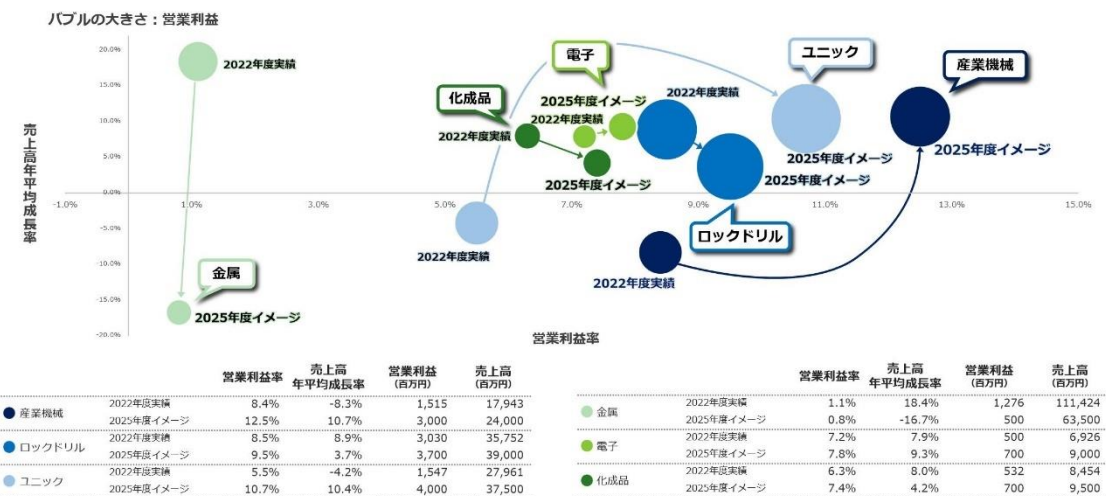 バブルの大きさ：営業利益
売上高年平均成長率
20.0%
15.0%
10.0%
5.0%
0.0%
-5.0%
-10.0%
-15.0%
-20.0%
-1.0%
1.0%
3.0%
5.0%
7.0%
9.0%
11.0%
13.0%
15.0%
営業利益率
2022年度実績
金属
2025年度イメージ
化成品
2022年度実績
2025年度イメージ
電子
2025年度イメージ
2022年度実績
2022年度実績
2025年度イメージ
ロックドリル
ユニック
2025年度イメージ
2022年度実績
産業機械
2025年度イメージ
2022年度実績
営業利益率 売上高年平均成長率 営業利益(百万円) 売上高(百万円)
産業機械 2022年度実績 8.4% -8.3% 1,515 17,943
2025年度イメージ 12.5% 10.7% 3,000 24,000
ロックドリル 2022年度実績 8.5% 8.9% 3,030 35,752
2025年度イメージ 9.5% 3.7% 3,700 39,000
ユニック 2022年度実績 5.5% -4.2% 1,547 27,961
2025年度イメージ 10.7% 10.4% 4,000 37,500
営業利益率 売上高年平均成長率 営業利益(百万円) 売上高(百万円)
金属 2022年度実績 1.1% 18.4% 1,276 111,424
2025年度イメージ 0.8% -16.7% 500 63,500
電子 2022年度実績 7.2% 7.9% 500 6,926
2025年度イメージ 7.8% 9.3% 700 9,000
化成品 2022年度実績 6.3% 8.0% 532 8,454
2025年度イメージ 7.4% 4.2% 700 9,500